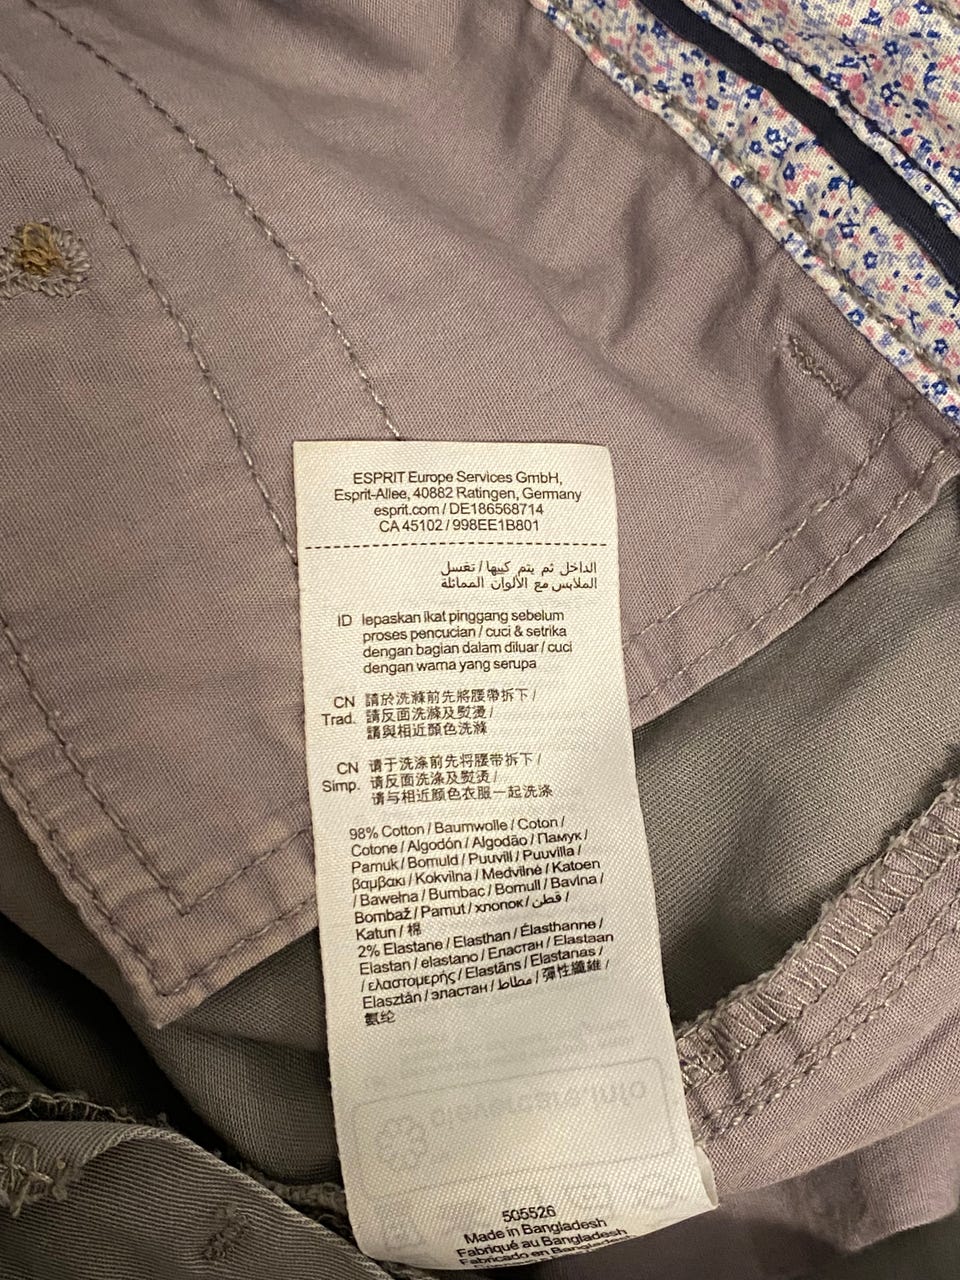 ESPRIT Europe Services GmbH,
Esprit-Allee, 40882 Ratingen, Germany
esprit.com / DE186568714
CA 45102 / 998EE1B801
الداخل ثم يتم كيها / تغسل
الملابس مع الألوان المماثلة
ID lepaskan ikat pinggang sebelum
proses pencucian / cuci & setrika
dengan bagian dalam diluar / cuci
dengan warna yang serupa
CN 請於洗滌前先將腰帶拆下 /
Trad. 請反面洗滌及熨燙 /
請與相近顏色洗滌
CN 请于洗涤前先将腰带拆下 /
Simp. 请反面洗涤及熨烫 /
请与相近颜色衣服一起洗涤
98% Cotton / Baumwolle / Coton /
Cotone / Algodón / Algodão / Памук /
Pamuk / Bomuld / Puuvill / Puuvilla /
βαμβακι / Kokvilna / Medvilnė / Katoen
/ Bawełna / Bumbac / Bomull / Bavlna /
Bombaž / Pamut / хлопок / قطن /
Katun / 棉
2% Elastane / Elasthan / Élasthanne /
Elastan / elastano / Еластан / Elastaan
/ ελαστομερής / Elastāns / Elastanas /
Elasztán / эластан / مطاط / 彈性纖維 /
氨纶
505526
Made in Bangladesh
Fabriqué au Bangladesh
Fabricado en Bangladesh